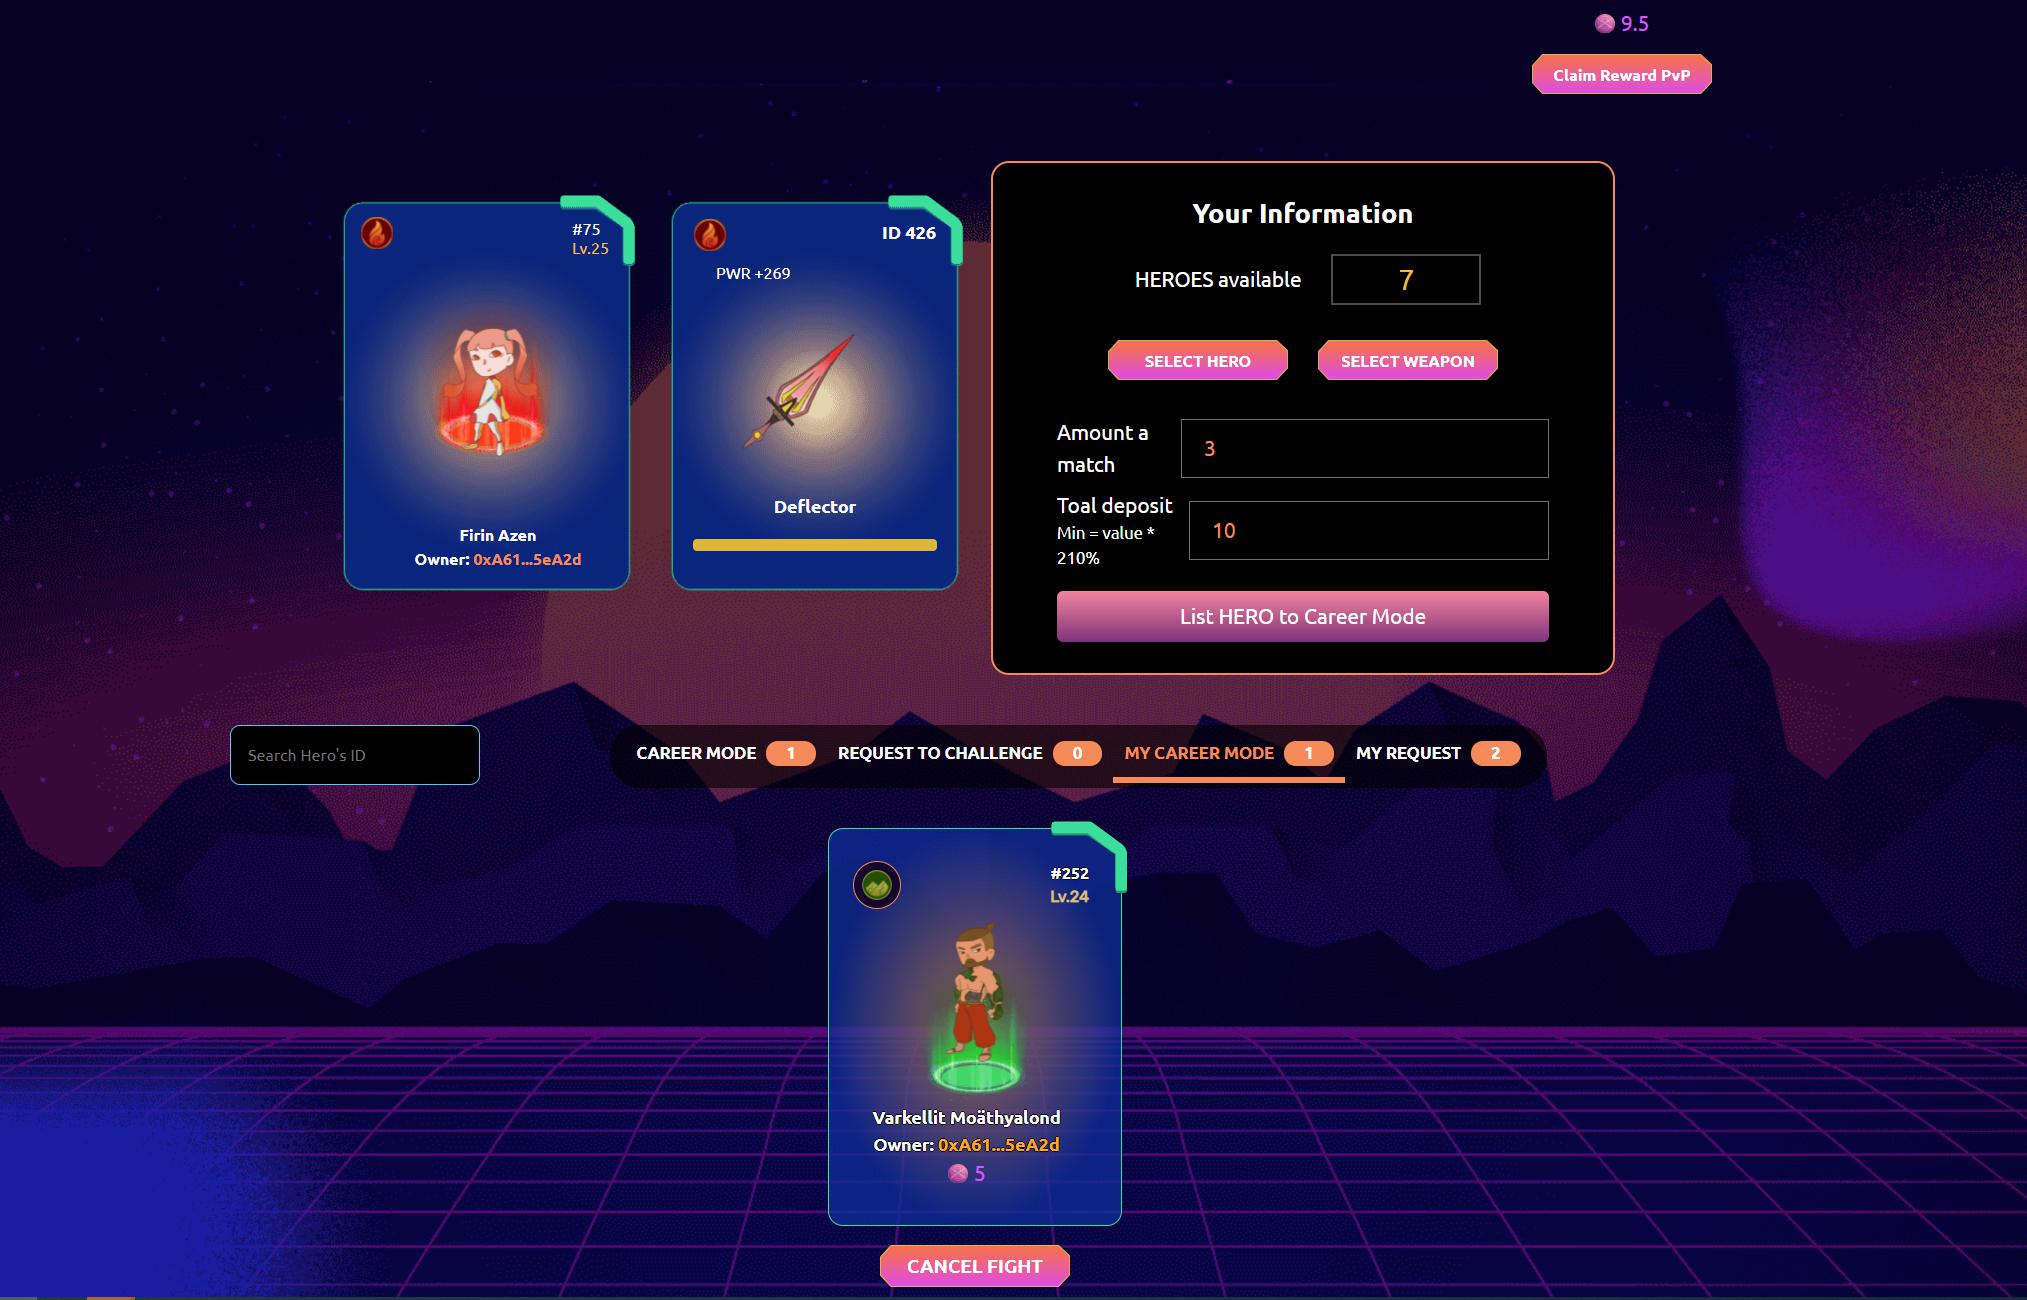 9.5
Claim Reward PvP
#75
Lv.25
Firin Azen
Owner: 0xA61...5eA2d
ID 426
PWR +269
Deflector
Your Information
HEROES available
7
SELECT HERO
SELECT WEAPON
Amount a
match
3
Toal deposit
Min = value *
210%
10
List HERO to Career Mode
Search Hero's ID
CAREER MODE 1
REQUEST TO CHALLENGE 0
MY CAREER MODE 1
MY REQUEST 2
#252
Lv.24
Varkellit Moäthyalond
Owner: 0xA61...5eA2d
5
CANCEL FIGHT